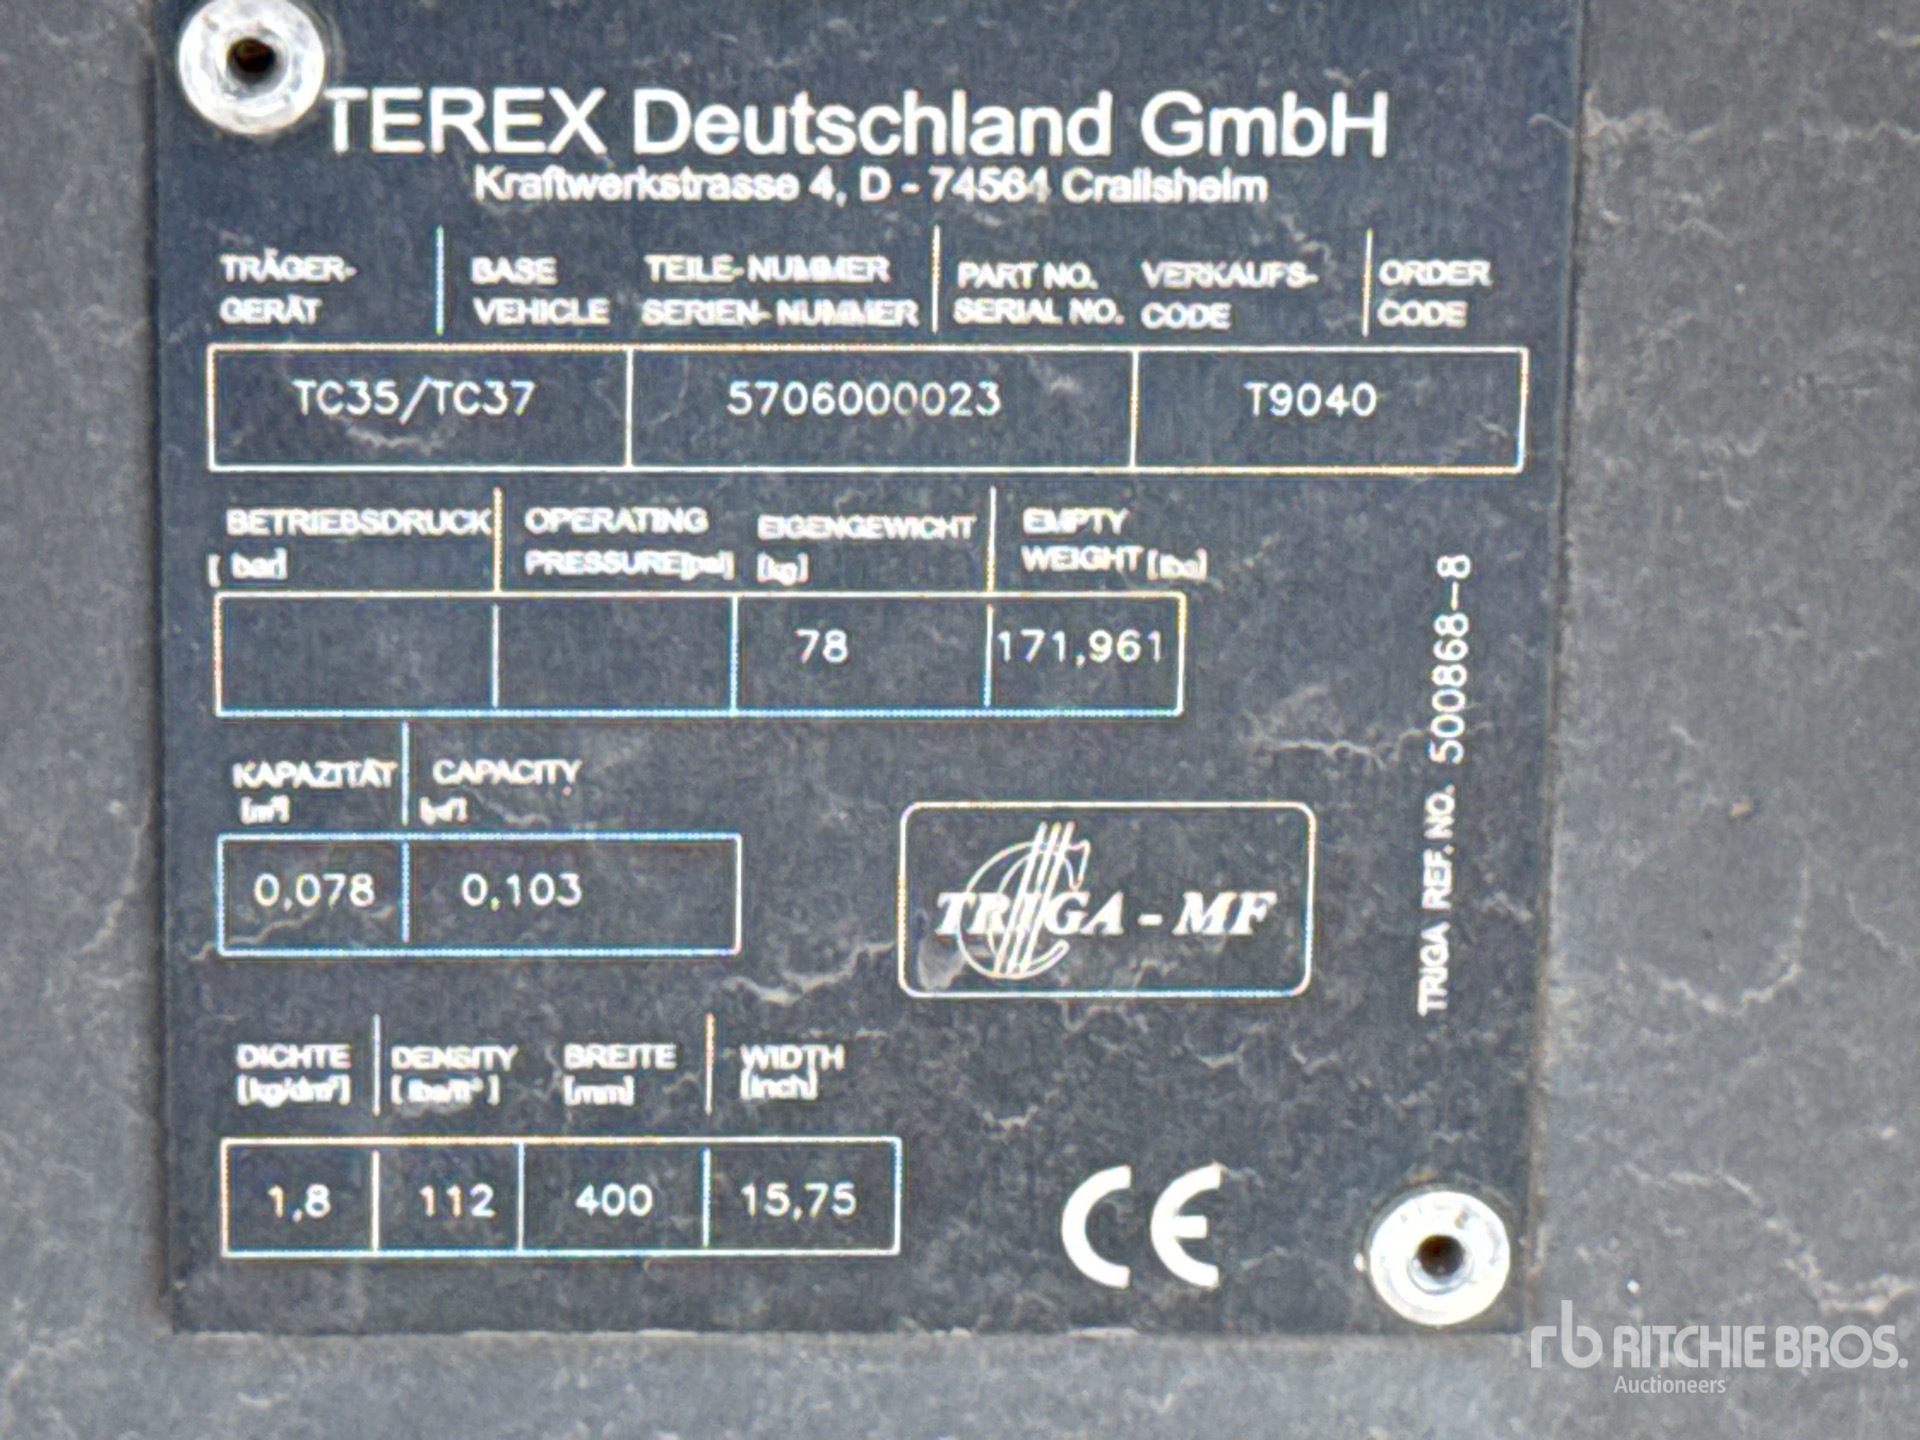 TEREX Deutschland GmbH
Kraftwerkstrasse 4, D - 74564 Crailsheim
TRÄGER- BASE TEILE-NUMMER PART NO. VERKAUFS- ORDER
GERÄT VEHICLE SERIEN-NUMMER SERIAL NO. CODE CODE
TC35/TC37 5706000023 T9040
BETRIEBSDRUCK OPERATING EIGENGEWICHT EMPTY
[ bar] PRESSURE[psi] [kg] WEIGHT [lbs]
78 171,961
KAPAZITÄT CAPACITY
[m³] [yd³]
0,078 0,103
TRIGA - MF
TRIGA REF. NO. 500868-8
DICHTE DENSITY BREITE WIDTH
[kg/dm³] [lbs/ft³] [mm] [inch]
1,8 112 400 15,75
CE
rb RITCHIE BROS.
Auctioneers